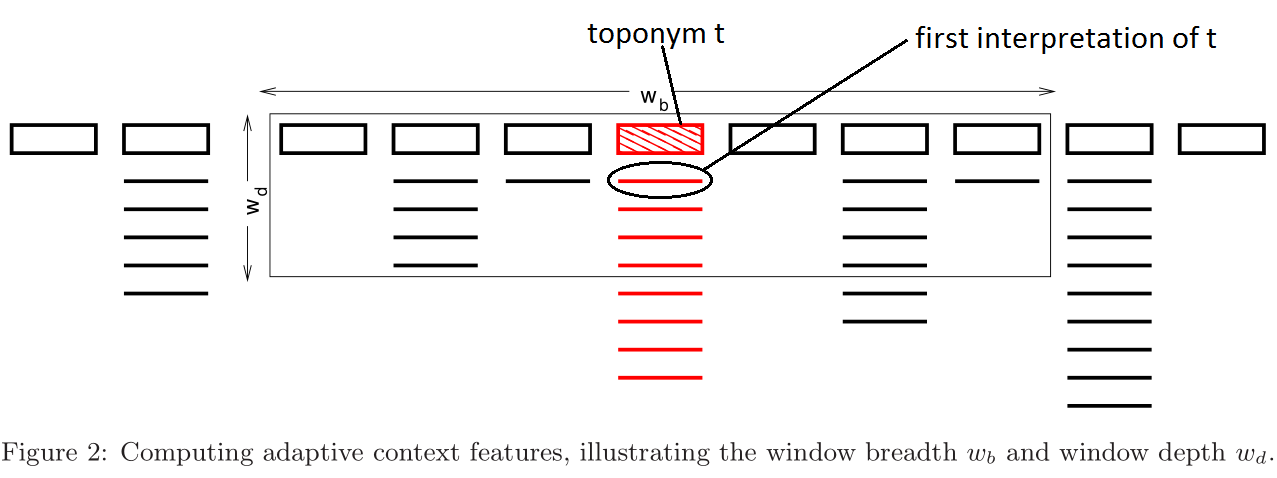 toponym t
first interpretation of t
w_b
w_d
Figure 2: Computing adaptive context features, illustrating the window breadth w_b and window depth w_d.